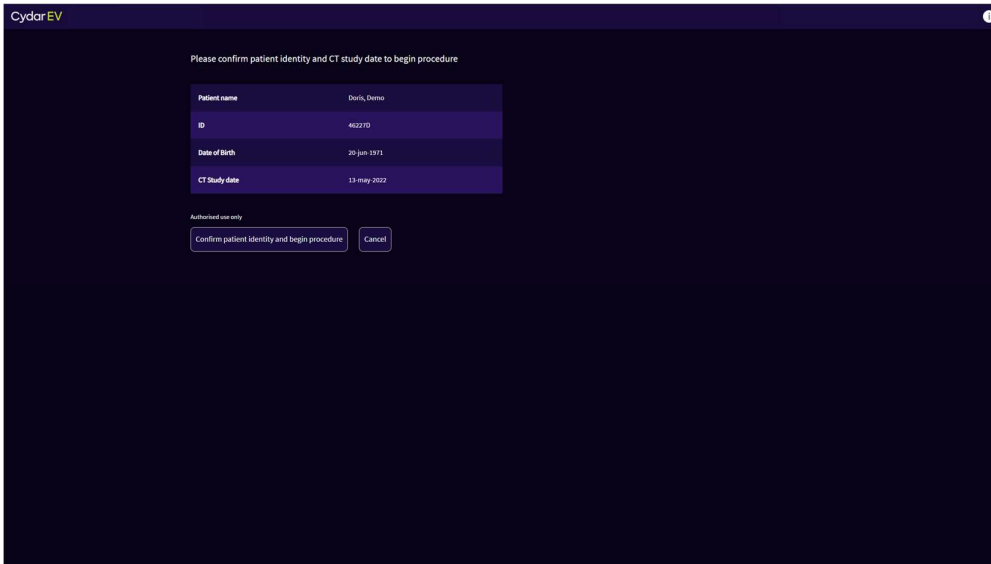 Cydar EV
i
Please confirm patient identity and CT study date to begin procedure
Patient name Doris, Demo
ID 46227D
Date of Birth 20-jun-1971
CT Study date 13-may-2022
Authorised use only
Confirm patient identity and begin procedure Cancel